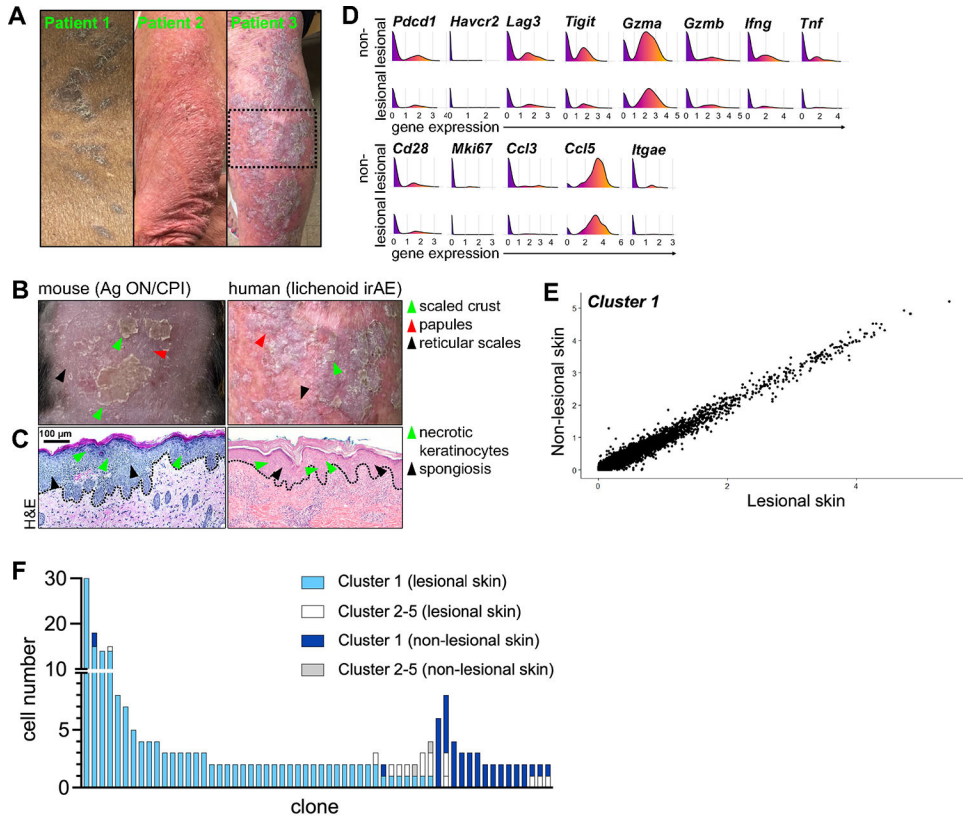 A
Patient 1
Patient 2
Patient 3
B
mouse (Ag ON/CPI)
human (lichenoid irAE)
scaled crust
papules
reticular scales
C
100 µm
H&E
necrotic
keratinocytes
spongiosis
D
Pdcd1 Havcr2 Lag3 Tigit Gzma Gzmb Ifng Tnf
non-
lesional
lesional
0 1 2 3 40 1 2 3 0 1 2 3 4 0 1 2 3 4 0 1 2 3 4 5 0 1 2 3 4 5 0 1 2 3 4 0 1 2 3 4
gene expression
Cd28 Mki67 Ccl3 Ccl5 Itgae
non-
lesional
lesional
0 1 2 3 0 1 2 3 0 1 2 3 4 0 2 4 6 0 1 2 3
gene expression
E
Cluster 1
Non-lesional skin
5
4
3
2
1
0
0 2 4
Lesional skin
F
cell number
30
20
10
5
0
clone
Cluster 1 (lesional skin)
Cluster 2-5 (lesional skin)
Cluster 1 (non-lesional skin)
Cluster 2-5 (non-lesional skin)